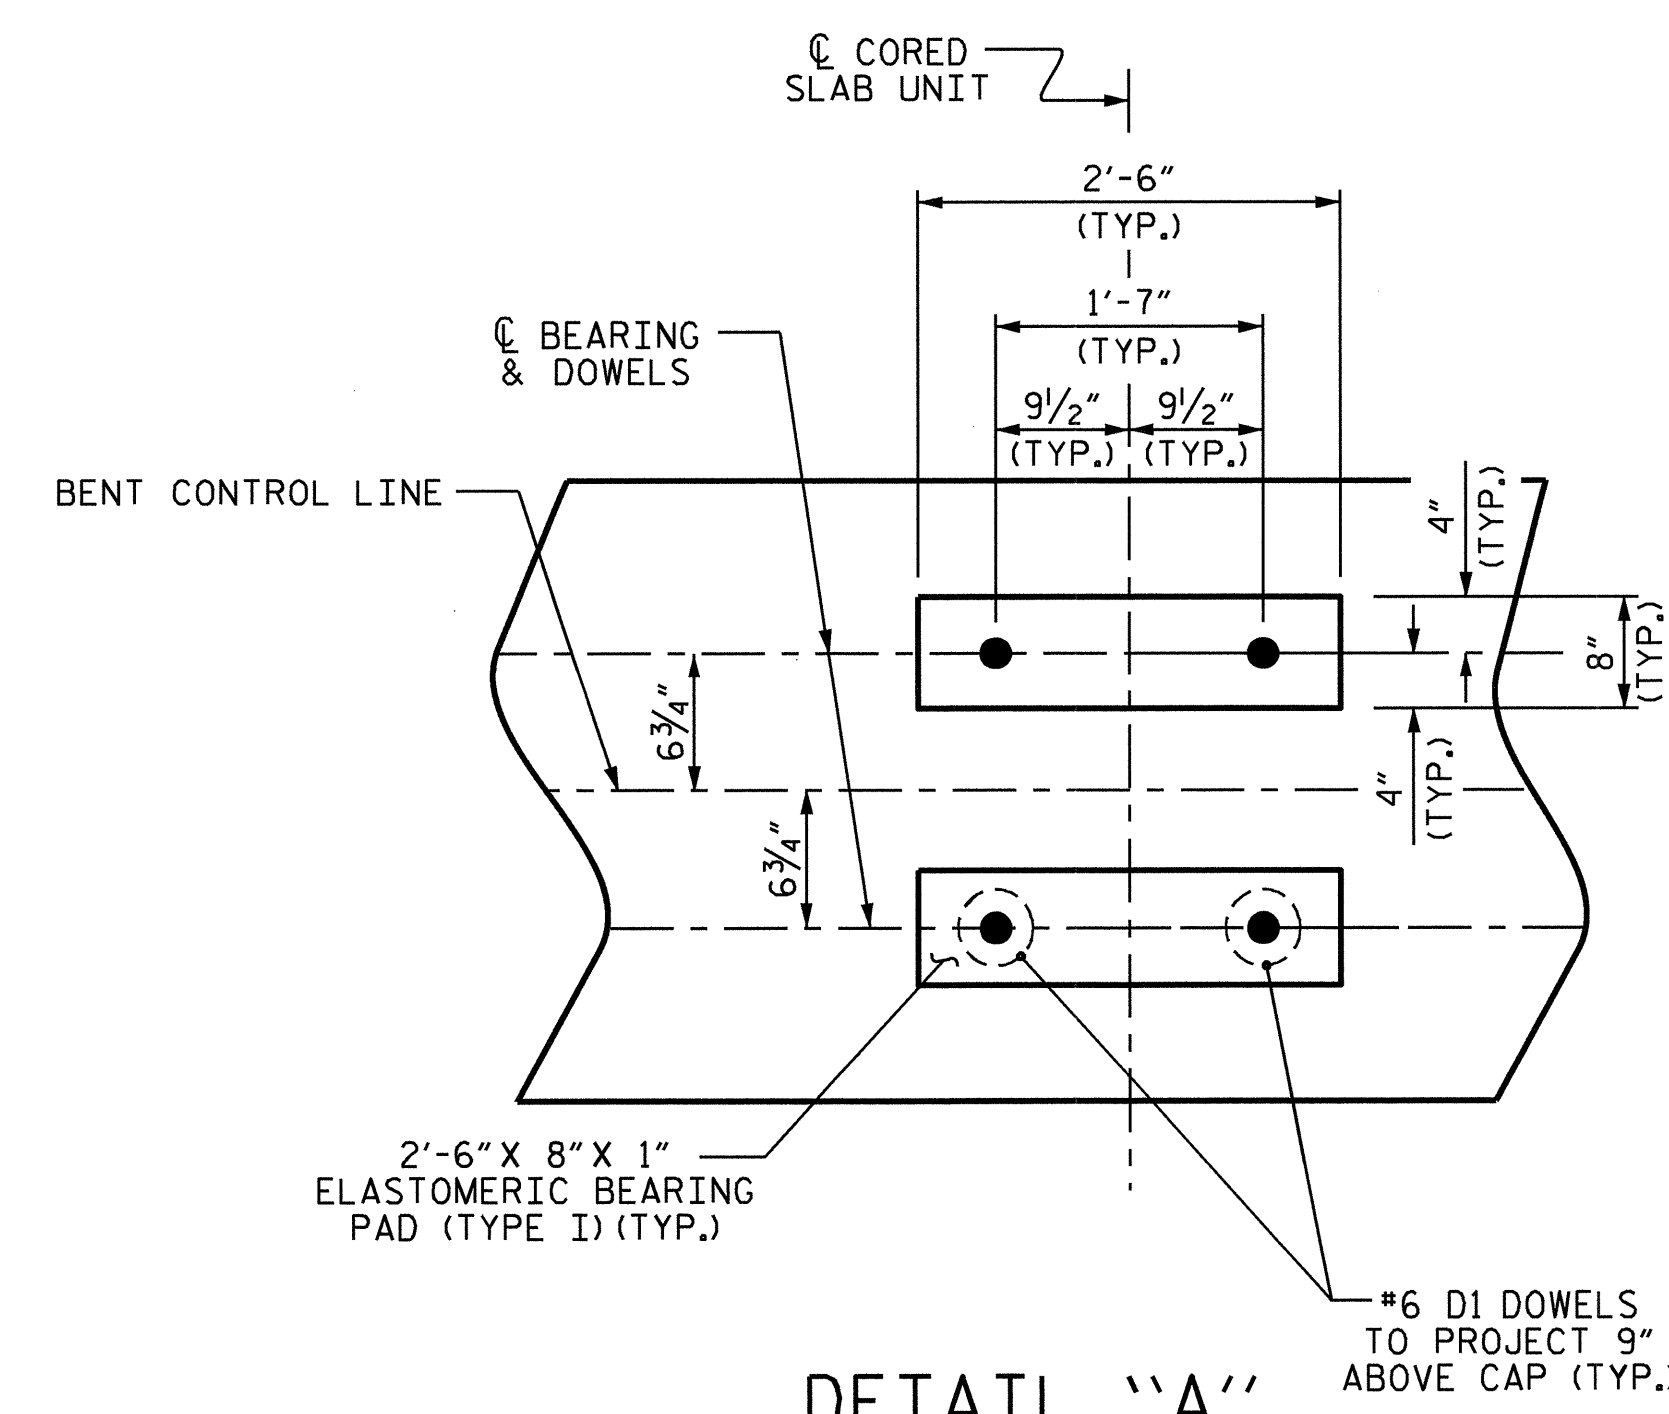 ℄ CORED
SLAB UNIT
2'-6"
(TYP.)
1'-7"
(TYP.)
℄ BEARING
& DOWELS
9½" 9½"
(TYP.) (TYP.)
BENT CONTROL LINE
4"
(TYP.)
8"
(TYP.)
6¾"
4"
(TYP.)
6¾"
2'-6" X 8" X 1"
ELASTOMERIC BEARING
PAD (TYPE I) (TYP.)
#6 D1 DOWELS
TO PROJECT 9"
ABOVE CAP (TYP.)
DETAIL "A"